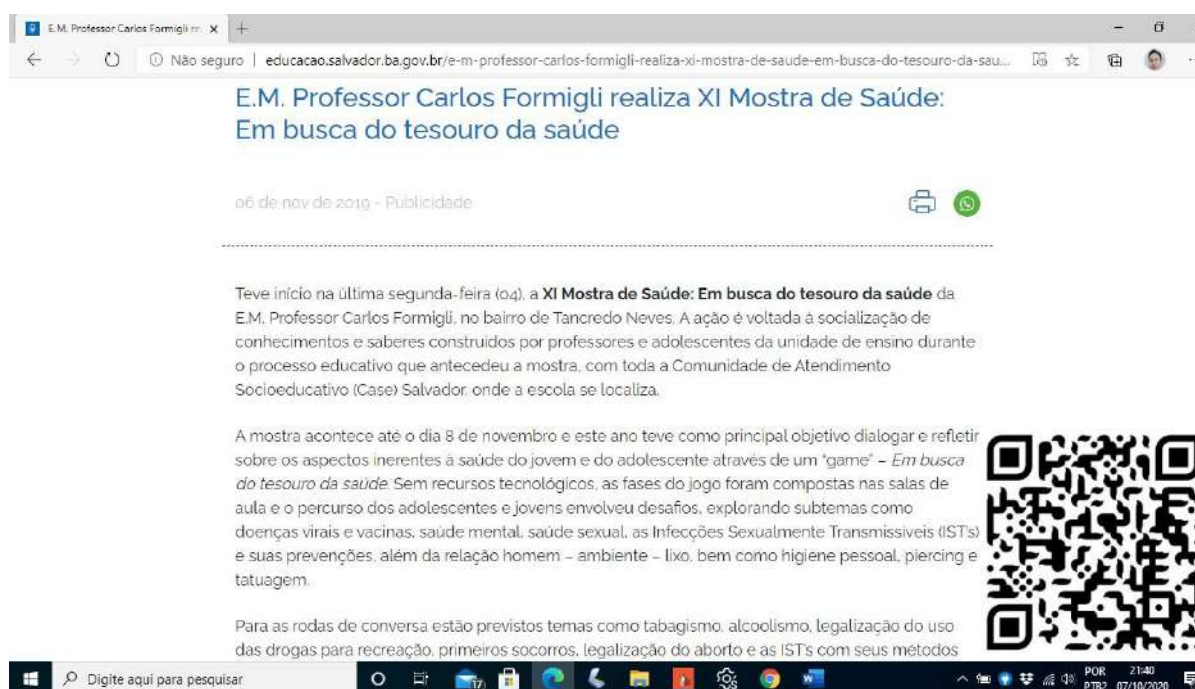 E.M. Professor Carlos Formigli rr
Não seguro | educacao.salvador.ba.gov.br/e-m-professor-carlos-formigli-realiza-xi-mostra-de-saude-em-busca-do-tesouro-da-sau...
E.M. Professor Carlos Formigli realiza XI Mostra de Saúde:
Em busca do tesouro da saúde
06 de nov de 2019 - Publicidade
Teve início na última segunda-feira (04), a XI Mostra de Saúde: Em busca do tesouro da saúde da
E.M. Professor Carlos Formigli, no bairro de Tancredo Neves. A ação é voltada à socialização de
conhecimentos e saberes construídos por professores e adolescentes da unidade de ensino durante
o processo educativo que antecedeu a mostra, com toda a Comunidade de Atendimento
Socioeducativo (Case) Salvador, onde a escola se localiza.
A mostra acontece até o dia 8 de novembro e este ano teve como principal objetivo dialogar e refletir
sobre os aspectos inerentes à saúde do jovem e do adolescente através de um "game" – Em busca
do tesouro da saúde. Sem recursos tecnológicos, as fases do jogo foram compostas nas salas de
aula e o percurso dos adolescentes e jovens envolveu desafios, explorando subtemas como
doenças virais e vacinas, saúde mental, saúde sexual, as Infecções Sexualmente Transmissíveis (IST's)
e suas prevenções, além da relação homem – ambiente – lixo, bem como higiene pessoal, piercing e
tatuagem.
Para as rodas de conversa estão previstos temas como tabagismo, alcoolismo, legalização do uso
das drogas para recreação, primeiros socorros, legalização do aborto e as IST's com seus métodos
Digite aqui para pesquisar
17
POR
PTB2
21:40
07/10/2020